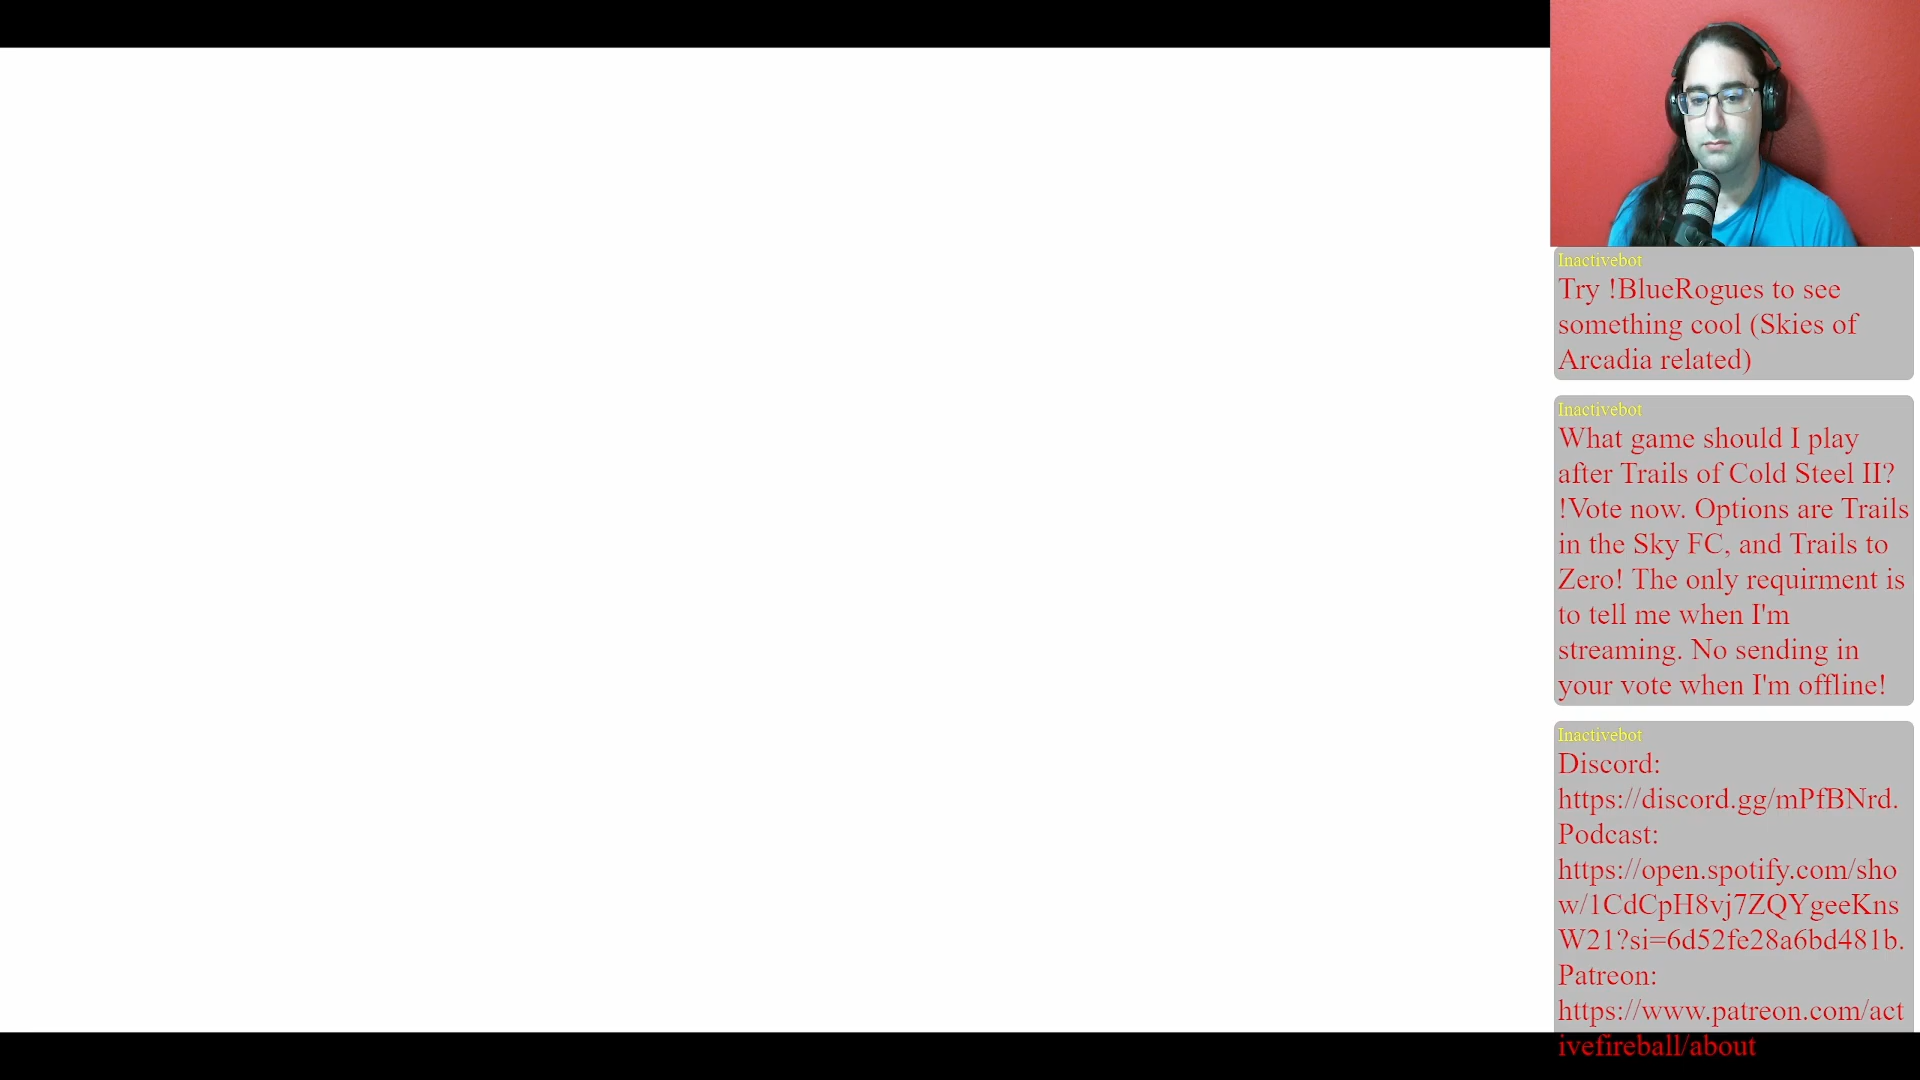 Inactivebot
Try !BlueRogues to see
something cool (Skies of
Arcadia related)
Inactivebot
What game should I play
after Trails of Cold Steel II?
!Vote now. Options are Trails
in the Sky FC, and Trails to
Zero! The only requirment is
to tell me when I'm
streaming. No sending in
your vote when I'm offline!
Inactivebot
Discord:
https://discord.gg/mPfBNrd.
Podcast:
https://open.spotify.com/sho
w/1CdCpH8vj7ZQYgeeKns
W21?si=6d52fe28a6bd481b.
Patreon:
https://www.patreon.com/act
ivefireball/about